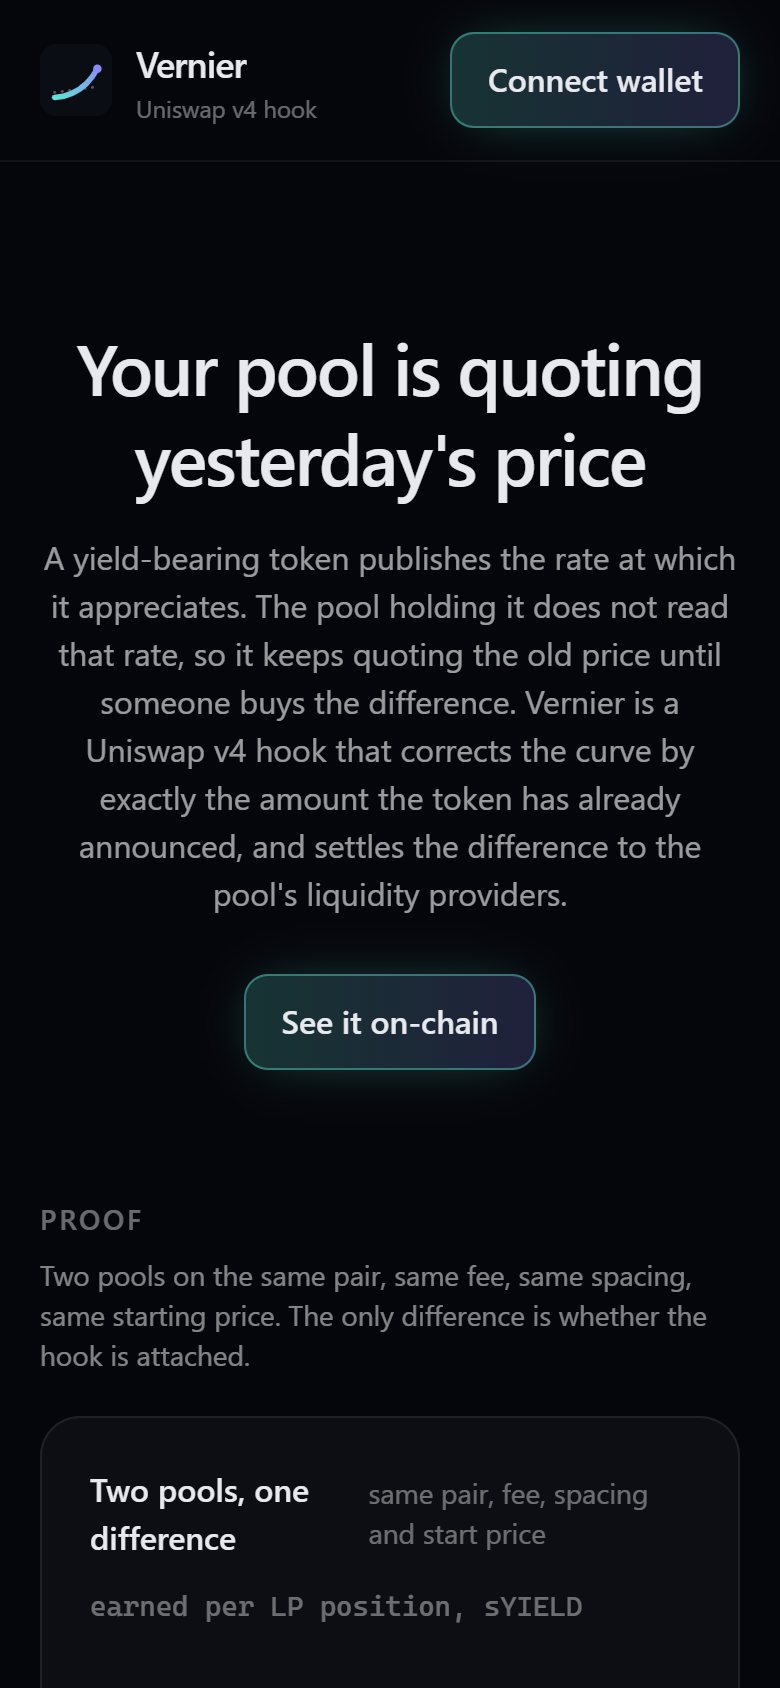 Vernier
Uniswap v4 hook
Connect wallet
Your pool is quoting
yesterday's price
A yield-bearing token publishes the rate at which
it appreciates. The pool holding it does not read
that rate, so it keeps quoting the old price until
someone buys the difference. Vernier is a
Uniswap v4 hook that corrects the curve by
exactly the amount the token has already
announced, and settles the difference to the
pool's liquidity providers.
See it on-chain
PROOF
Two pools on the same pair, same fee, same spacing,
same starting price. The only difference is whether the
hook is attached.
Two pools, one
difference
same pair, fee, spacing
and start price
earned per LP position, sYIELD